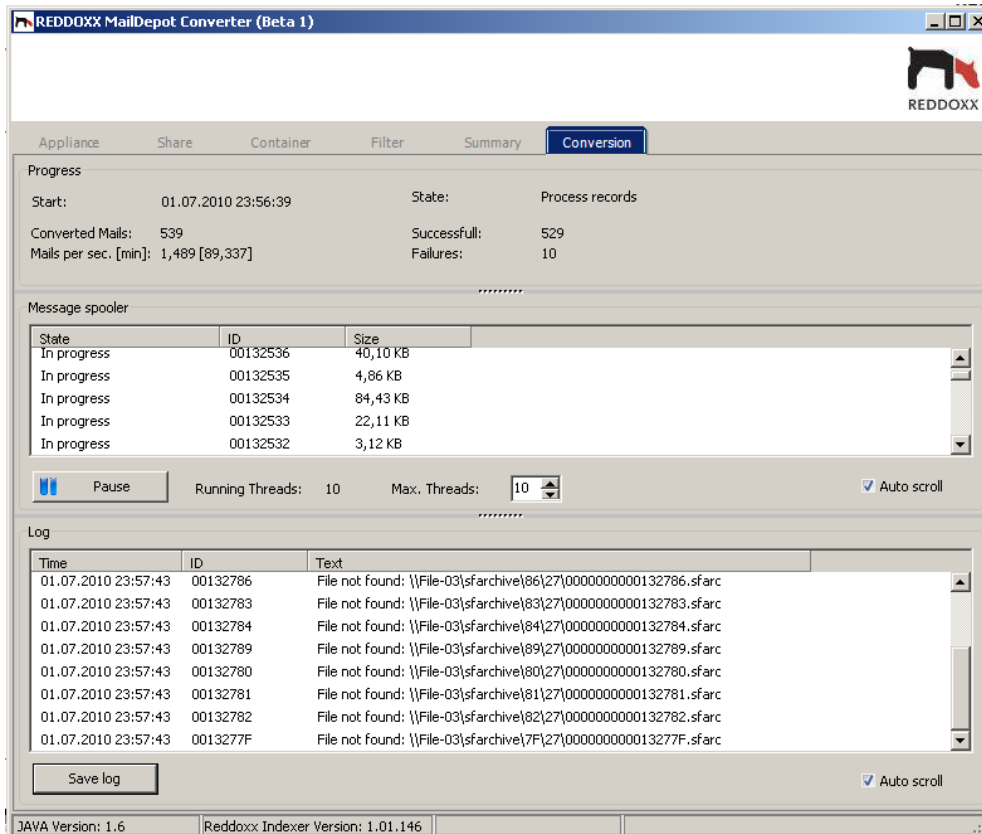 REDDOXX MailDepot Converter (Beta 1)
REDDOXX
Appliance Share Container Filter Summary Conversion
Progress
Start: 01.07.2010 23:56:39 State: Process records
Converted Mails: 539 Successfull: 529
Mails per sec. [min]: 1,489 [89,337] Failures: 10
Message spooler
State ID Size
In progress 00132536 40,10 KB
In progress 00132535 4,86 KB
In progress 00132534 84,43 KB
In progress 00132533 22,11 KB
In progress 00132532 3,12 KB
Pause Running Threads: 10 Max. Threads: 10 Auto scroll
Log
Time ID Text
01.07.2010 23:57:43 00132786 File not found: \\File-03\sfarchive\86\27\0000000000132786.sfarc
01.07.2010 23:57:43 00132783 File not found: \\File-03\sfarchive\83\27\0000000000132783.sfarc
01.07.2010 23:57:43 00132784 File not found: \\File-03\sfarchive\84\27\0000000000132784.sfarc
01.07.2010 23:57:43 00132789 File not found: \\File-03\sfarchive\89\27\0000000000132789.sfarc
01.07.2010 23:57:43 00132780 File not found: \\File-03\sfarchive\80\27\0000000000132780.sfarc
01.07.2010 23:57:43 00132781 File not found: \\File-03\sfarchive\81\27\0000000000132781.sfarc
01.07.2010 23:57:43 00132782 File not found: \\File-03\sfarchive\82\27\0000000000132782.sfarc
01.07.2010 23:57:43 0013277F File not found: \\File-03\sfarchive\7F\27\000000000013277F.sfarc
Save log Auto scroll
JAVA Version: 1.6 Reddoxx Indexer Version: 1.01.146